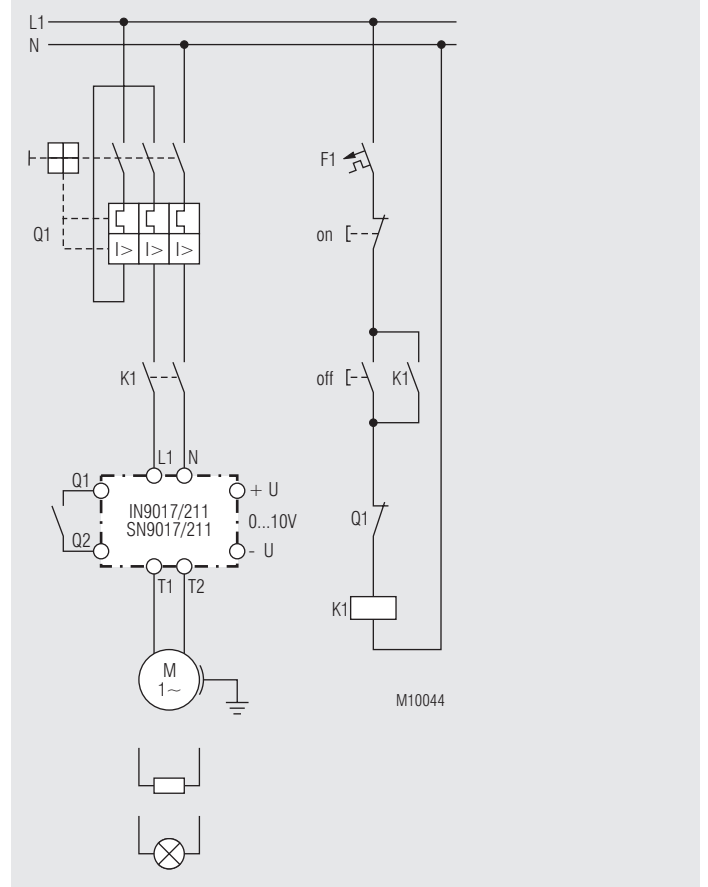 L1
N
F1
Q1
I> I> I>
on
K1
off
K1
L1 N
Q1
+ U
IN9017/211
SN9017/211
0...10V
Q1
Q2
- U
T1 T2
K1
M
1~
M10044